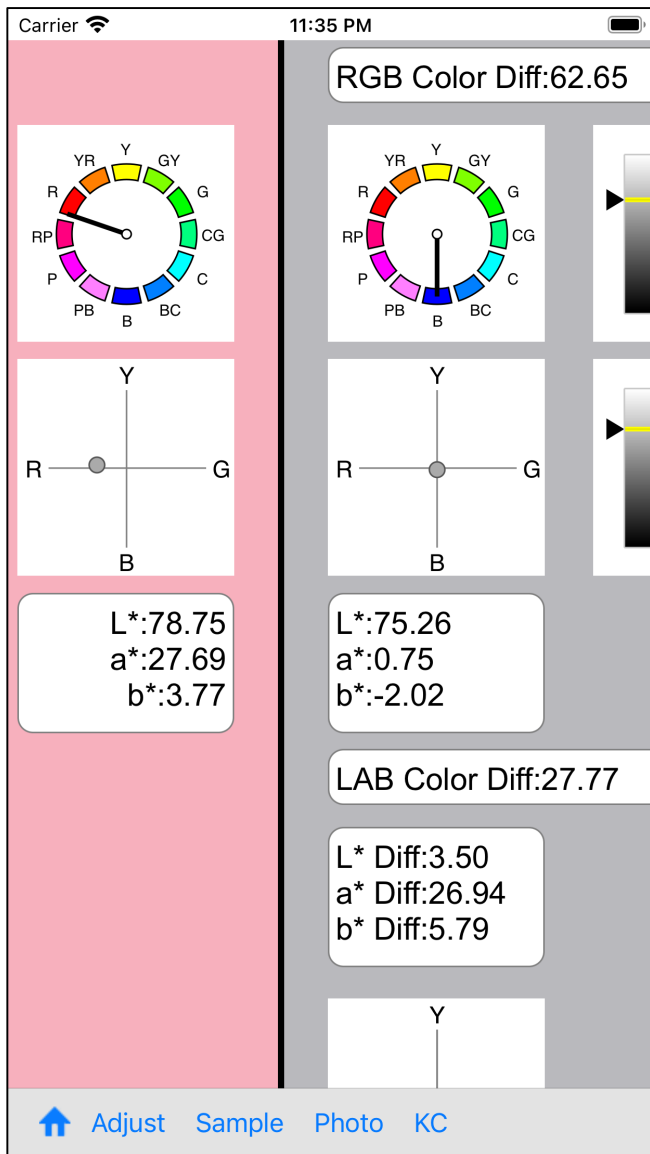 Carrier 11:35 PM
RGB Color Diff:62.65
Y
YR GY
R G
RP CG
P C
PB BC
B
Y
YR GY
R G
RP CG
P C
PB BC
B
Y
R G
B
Y
R G
B
L*:78.75
a*:27.69
b*:3.77
L*:75.26
a*:0.75
b*:-2.02
LAB Color Diff:27.77
L* Diff:3.50
a* Diff:26.94
b* Diff:5.79
Y
Adjust Sample Photo KC